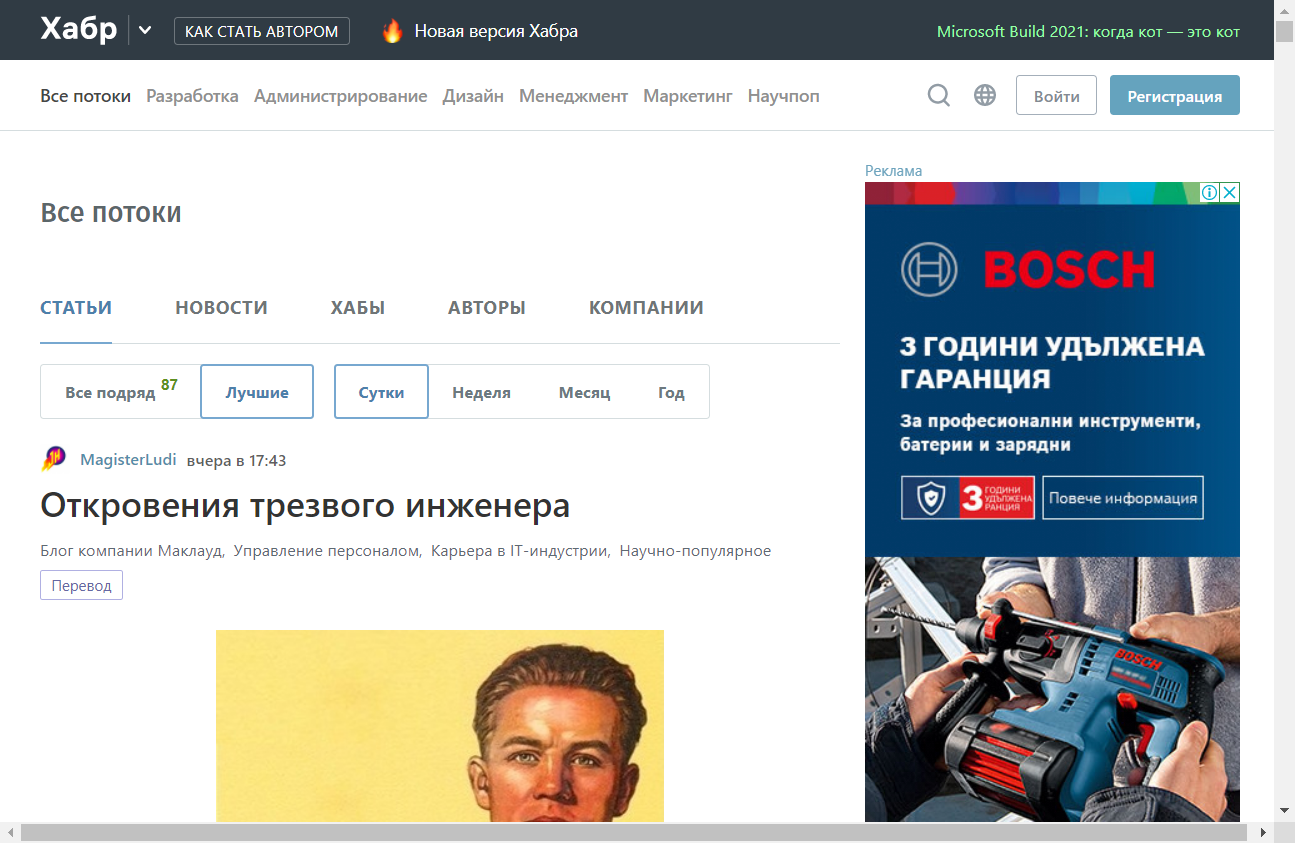 Хабр
КАК СТАТЬ АВТОРОМ
Новая версия Хабра
Microsoft Build 2021: когда кот — это кот
Все потоки Разработка Администрирование Дизайн Менеджмент Маркетинг Научпоп
Войти
Регистрация
Реклама
Все потоки
СТАТЬИ НОВОСТИ ХАБЫ АВТОРЫ КОМПАНИИ
Все подряд 87 Лучшие Сутки Неделя Месяц Год
MagisterLudi вчера в 17:43
Откровения трезвого инженера
Блог компании Маклауд, Управление персоналом, Карьера в IT-индустрии, Научно-популярное
Перевод
BOSCH
3 ГОДИНИ УДЪЛЖЕНА
ГАРАНЦИЯ
За професионални инструменти,
батерии и зарядни
3 ГОДИНИ
УДЪЛЖЕНА
РАНЦИЯ
Повече информация
BOSCH